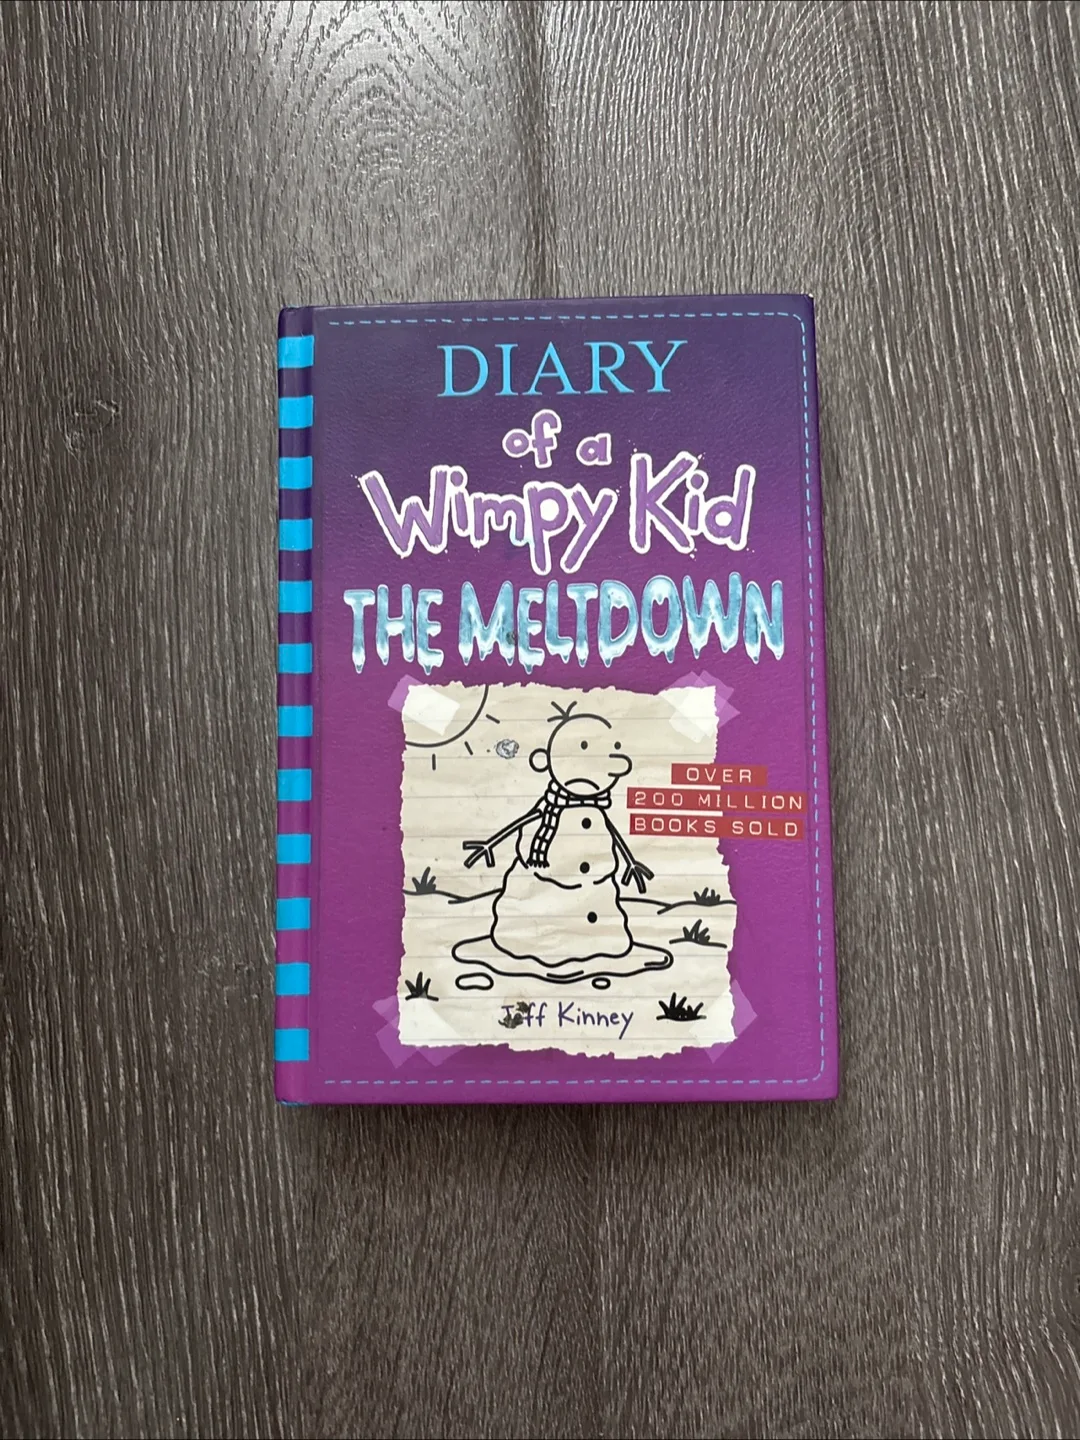 DIARY
of a
Wimpy Kid
THE MELTDOWN
OVER
200 MILLION
BOOKS SOLD
Jeff Kinney